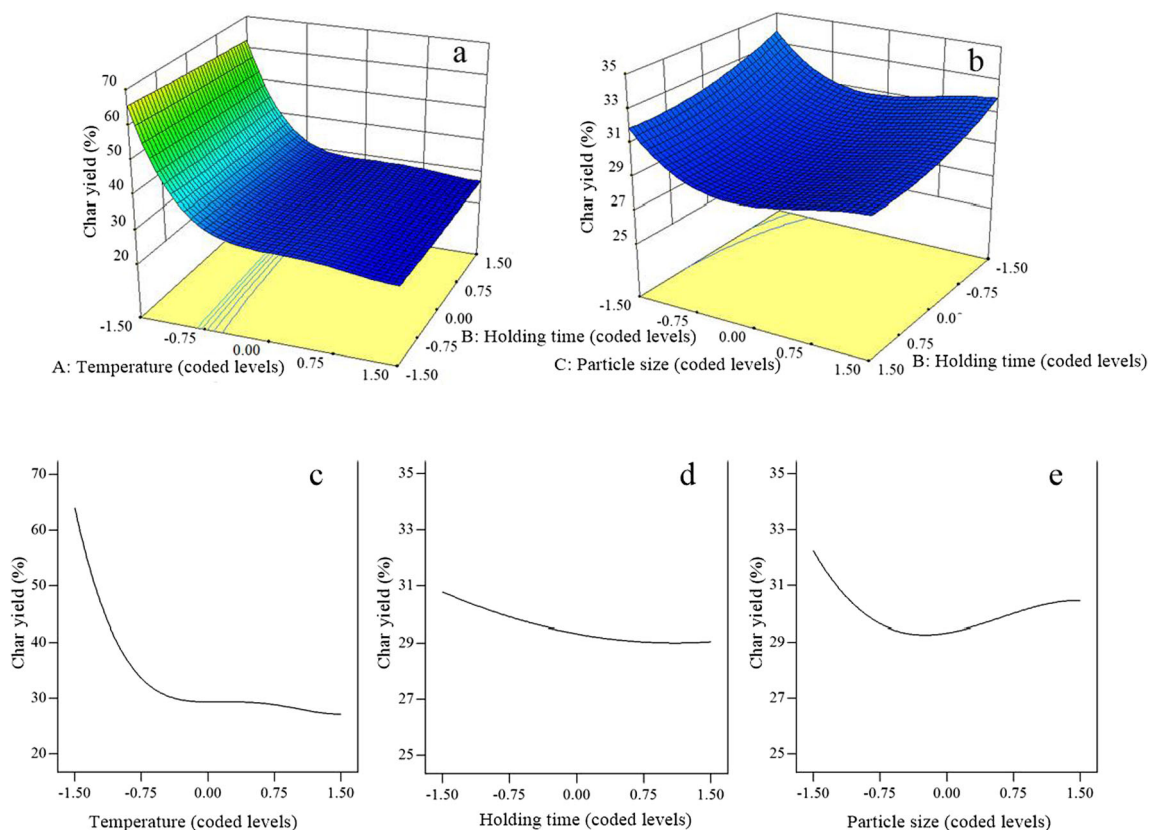 a
70
60
50
40
30
20
Char yield (%)
-1.50
-0.75
0.00
0.75
1.50
A: Temperature (coded levels)
1.50
0.75
0.00
-0.75
-1.50
B: Holding time (coded levels)
b
35
33
31
29
27
25
Char yield (%)
-1.50
-0.75
0.00
0.75
1.50
C: Particle size (coded levels)
-1.50
-0.75
0.0
0.75
1.50
B: Holding time (coded levels)
c
70
60
50
40
30
20
Char yield (%)
-1.50 -0.75 0.00 0.75 1.50
Temperature (coded levels)
d
35
33
31
29
27
25
Char yield (%)
-1.50 -0.75 0.00 0.75 1.50
Holding time (coded levels)
e
35
33
31
29
27
25
Char yield (%)
-1.50 -0.75 0.00 0.75 1.50
Particle size (coded levels)